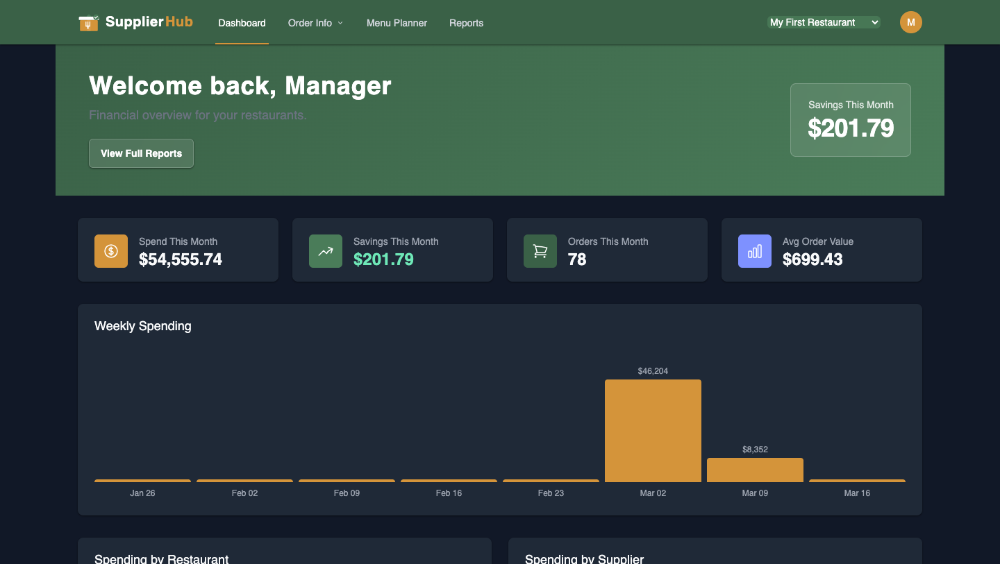 SupplierHub
Dashboard
Order Info
Menu Planner
Reports
My First Restaurant
M
Welcome back, Manager
Financial overview for your restaurants.
View Full Reports
Savings This Month
$201.79
Spend This Month
$54,555.74
Savings This Month
$201.79
Orders This Month
78
Avg Order Value
$699.43
Weekly Spending
$46,204
$8,352
Jan 26
Feb 02
Feb 09
Feb 16
Feb 23
Mar 02
Mar 09
Mar 16
Spending by Restaurant
Spending by Supplier